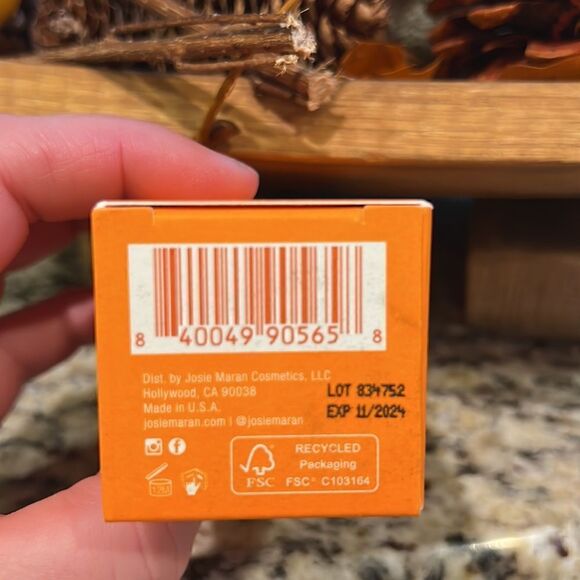 8 40049 90565 8
Dist. by Josie Maran Cosmetics, LLC
Hollywood, CA 90038
Made in U.S.A.
josiemaran.com | @josiemaran
LOT 834752
EXP 11/2024
12M
FSC
RECYCLED
Packaging
FSC® C103164